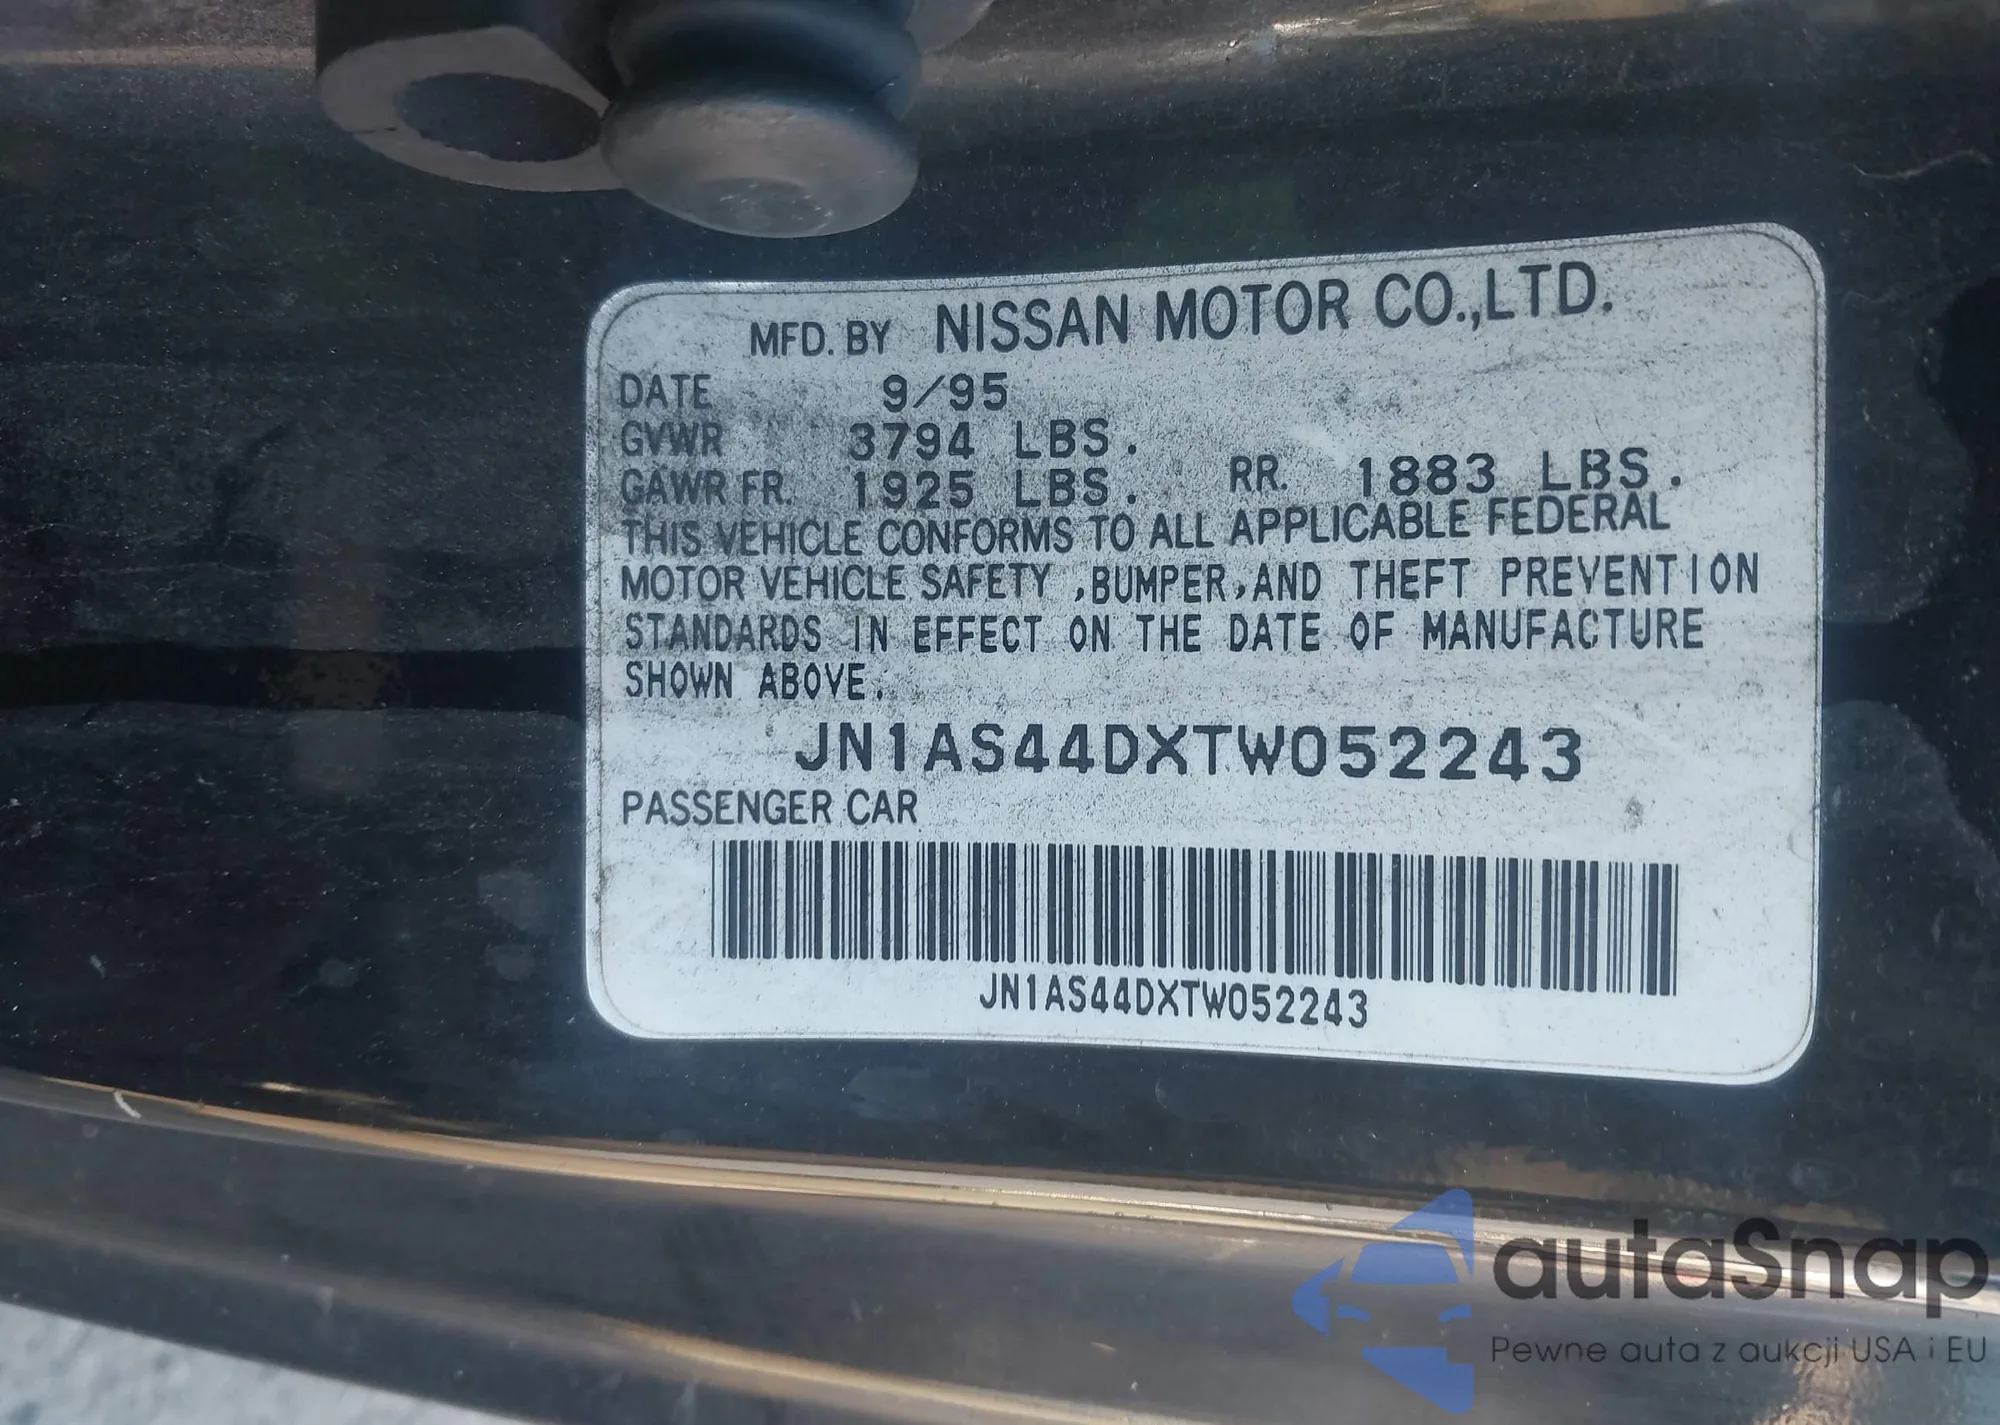 MFD. BY NISSAN MOTOR CO.,LTD.
DATE 9/95
GVWR 3794 LBS.
GAWR FR. 1925 LBS. RR. 1883 LBS.
THIS VEHICLE CONFORMS TO ALL APPLICABLE FEDERAL
MOTOR VEHICLE SAFETY ,BUMPER,AND THEFT PREVENTION
STANDARDS IN EFFECT ON THE DATE OF MANUFACTURE
SHOWN ABOVE.
JN1AS44DXTW052243
PASSENGER CAR
JN1AS44DXTW052243
autaSnap
Pewne auta z aukcji USA i EU